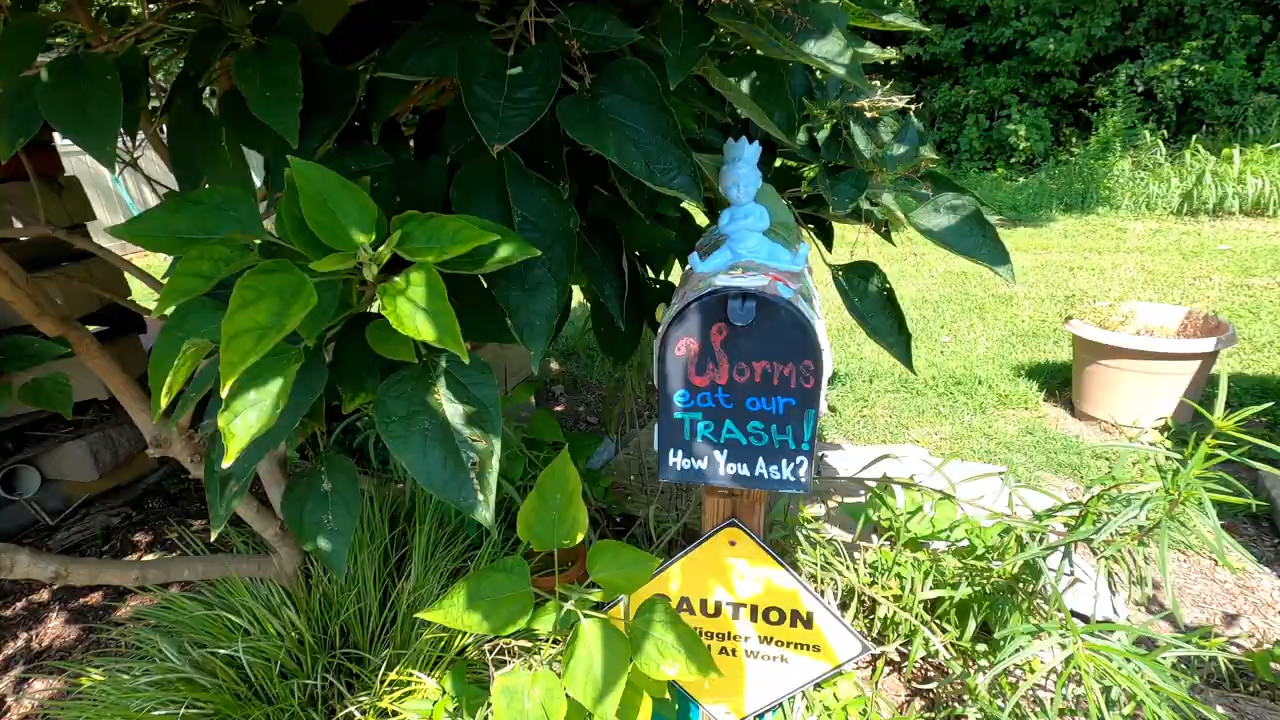 Worms
eat our
TRASH!
How You Ask?
CAUTION
Wiggler Worms
At Work